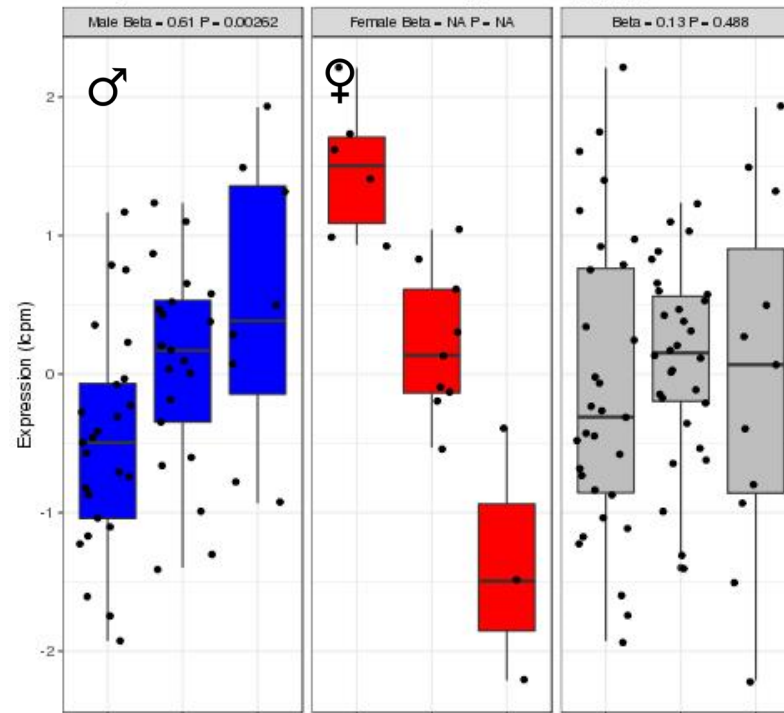 Male Beta = 0.61 P = 0.00262
Female Beta = NA P = NA
Beta = 0.13 P = 0.488
♂
♀
Expression (lcpm)
2
1
0
-1
-2